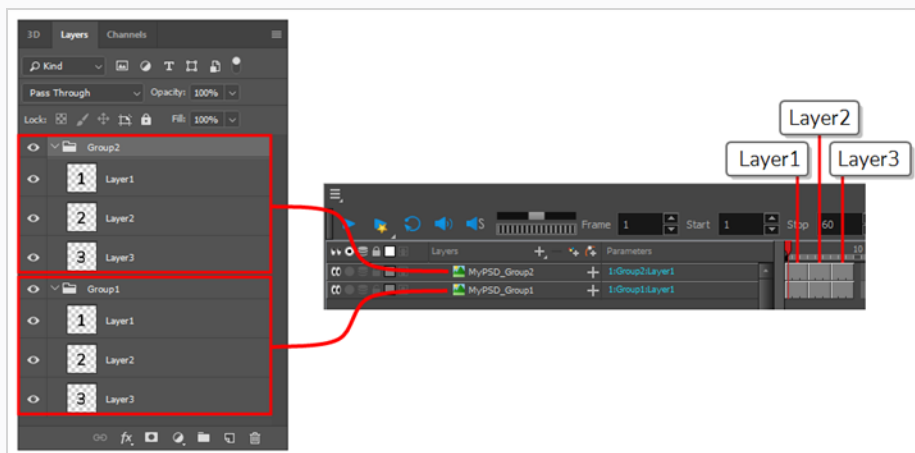 3D Layers Channels
Kind
Pass Through Opacity: 100%
Lock: Fill: 100%
Group2
1 Layer1
2 Layer2
3 Layer3
Group1
1 Layer1
2 Layer2
3 Layer3
fx
Layer2
Layer1 Layer3
S Frame 1 Start 1 Stop 60
Layers Parameters 10
MyPSD_Group2 1:Group2:Layer1
MyPSD_Group1 1:Group1:Layer1